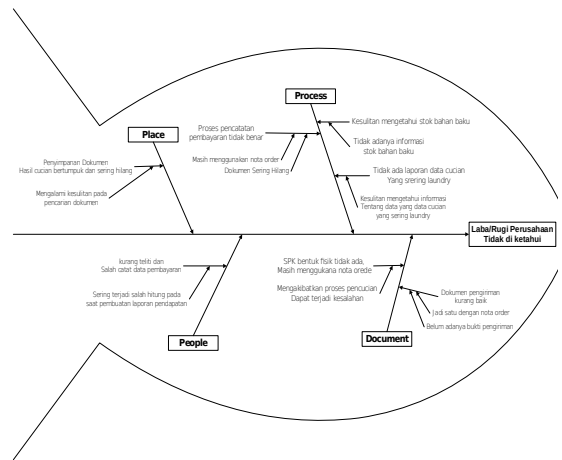 Process
Kesulitan mengetahui stok bahan baku
Place
Proses pencatatan
pembayaran tidak benar
Tidak adanya informasi
stok bahan baku
Penyimpanan Dokumen
Hasil cucian bertumpuk dan sering hilang
Masih menggunakan nota order
Dokumen Sering Hilang
Tidak ada laporan data cucian
Yang srering laundry
Mengalami kesulitan pada
pencarian dokumen
Kesulitan mengetahui informasi
Tentang data yang data cucian
yang srering laundry
Laba/Rugi Perusahaan
Tidak di ketahui
kurang teliti dan
Salah catat data pembayaran
SPK bentuk fisik tidak ada,
Masih menggukana nota orede
Sering terjadi salah hitung pada
saat pembuatan laporan pendapatan
Mengakibatkan proses pencucian
Dapat terjadi kesalahan
Dokumen pengiriman
kurang baik
Jadi satu dengan nota order
Belum adanya bukti pengiriman
People
Document